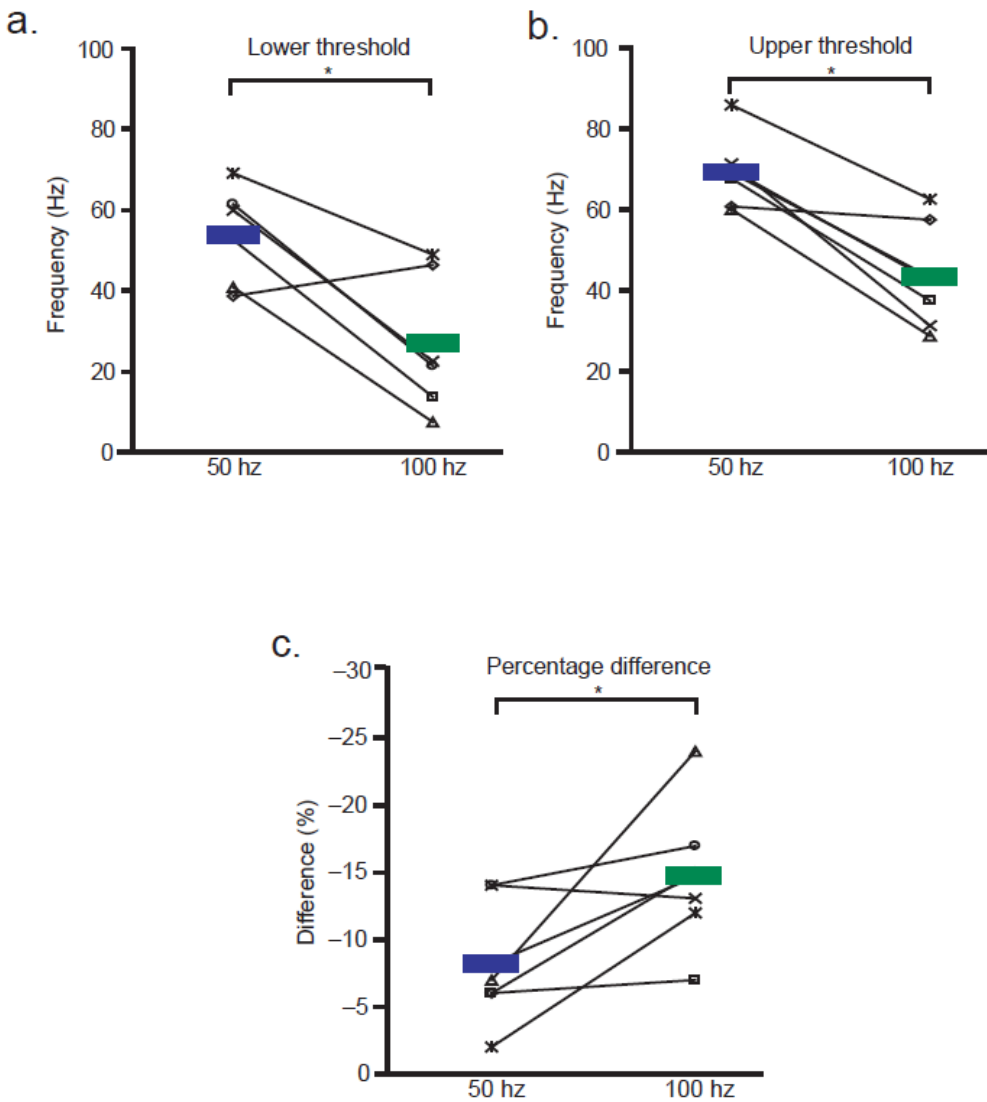 a.
Lower threshold
*
100
80
60
40
20
0
Frequency (Hz)
50 hz
100 hz
b.
Upper threshold
*
100
80
60
40
20
0
Frequency (Hz)
50 hz
100 hz
c.
Percentage difference
*
–30
–25
–20
–15
–10
–5
0
Difference (%)
50 hz
100 hz